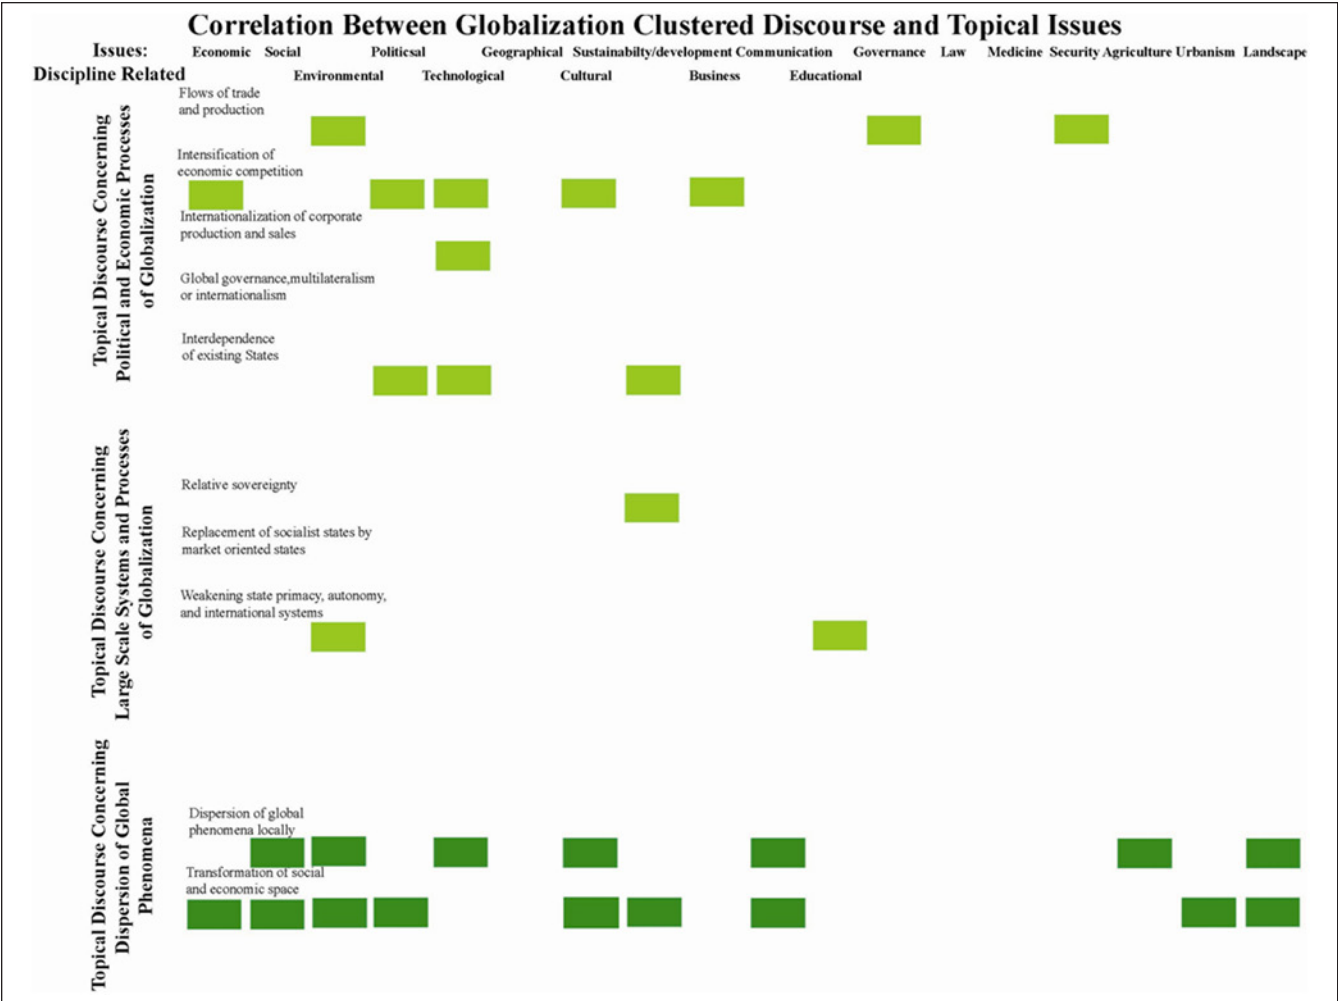 Correlation Between Globalization Clustered Discourse and Topical Issues
Issues: Economic Social Politicsal Geographical Sustainabilty/development Communication Governance Law Medicine Security Agriculture Urbanism Landscape
Discipline Related Environmental Technological Cultural Business Educational
Topical Discourse Concerning
Political and Economic Processes
of Globalization
Flows of trade
and production
Intensification of
economic competition
Internationalization of corporate
production and sales
Global governance,multilateralism
or internationalism
Interdependence
of existing States
Topical Discourse Concerning
Large Scale Systems and Processes
of Globalization
Relative sovereignty
Replacement of socialist states by
market oriented states
Weakening state primacy, autonomy,
and international systems
Topical Discourse Concerning
Dispersion of Global
Phenomena
Dispersion of global
phenomena locally
Transformation of social
and economic space